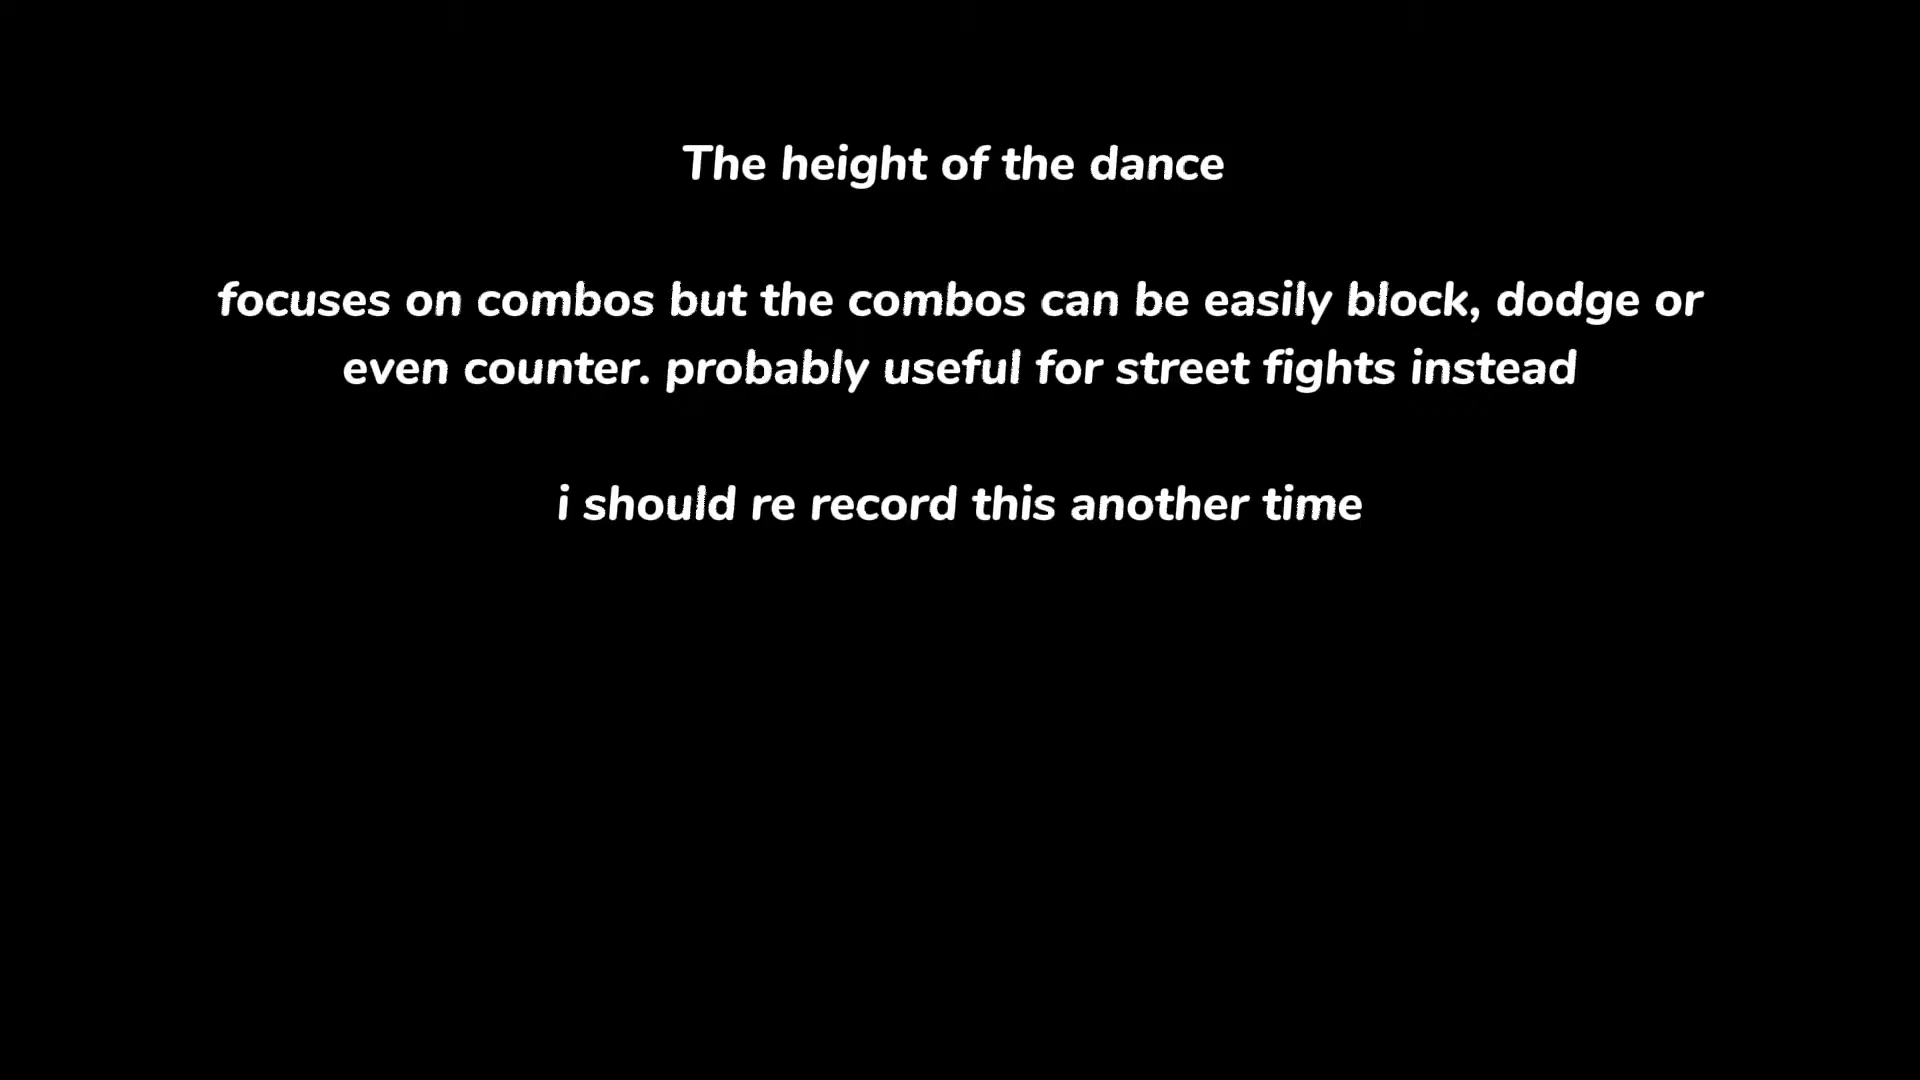 The height of the dance
focuses on combos but the combos can be easily block, dodge or
even counter. probably useful for street fights instead
i should re record this another time